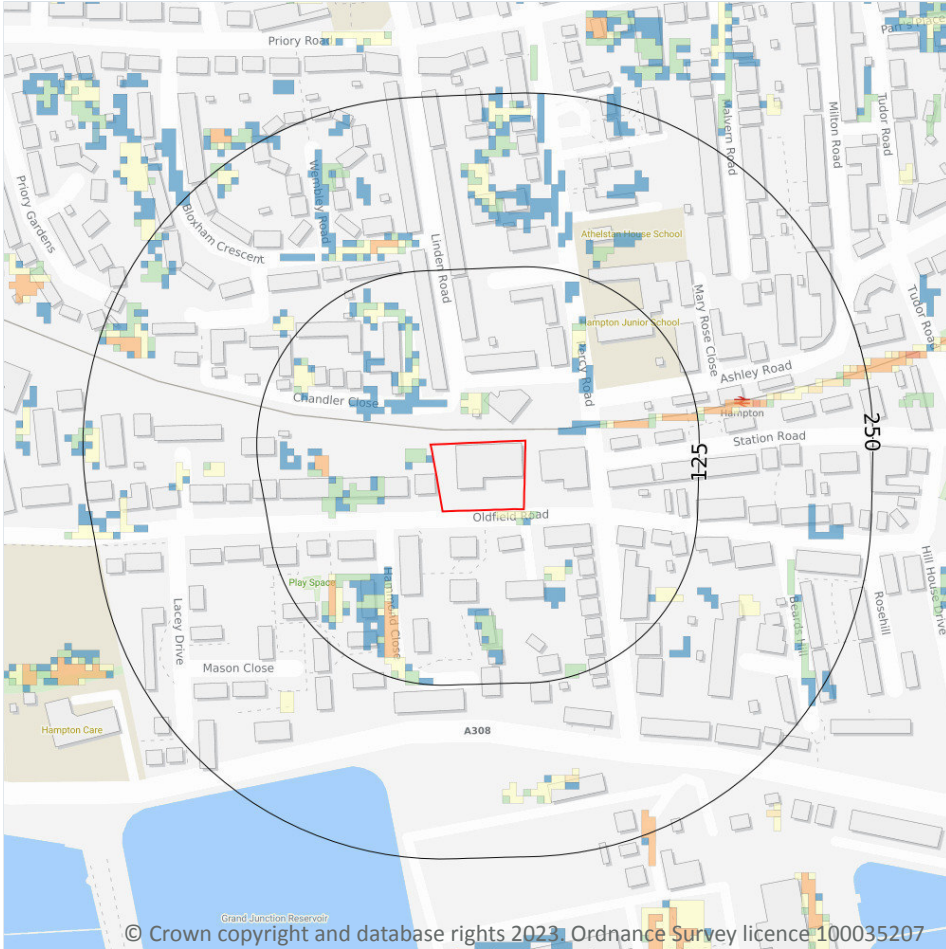 Priory Road
Malvern Road
Milton Road
Tudor Road
Priory Gardens
Wembley Road
Bloxham Crescent
Linden Road
Athelstan House School
Hampton Junior School
Percy Road
Mary Rose Close
Tudor Road
Ashley Road
Chandler Close
Hampton
Station Road
125
250
Oldfield Road
Play Space
Hammond Close
Lacey Drive
Mason Close
Beards Hill
Rosehill
Hill House Drive
Hampton Care
A308
Grand Junction Reservoir
© Crown copyright and database rights 2023. Ordnance Survey licence 100035207